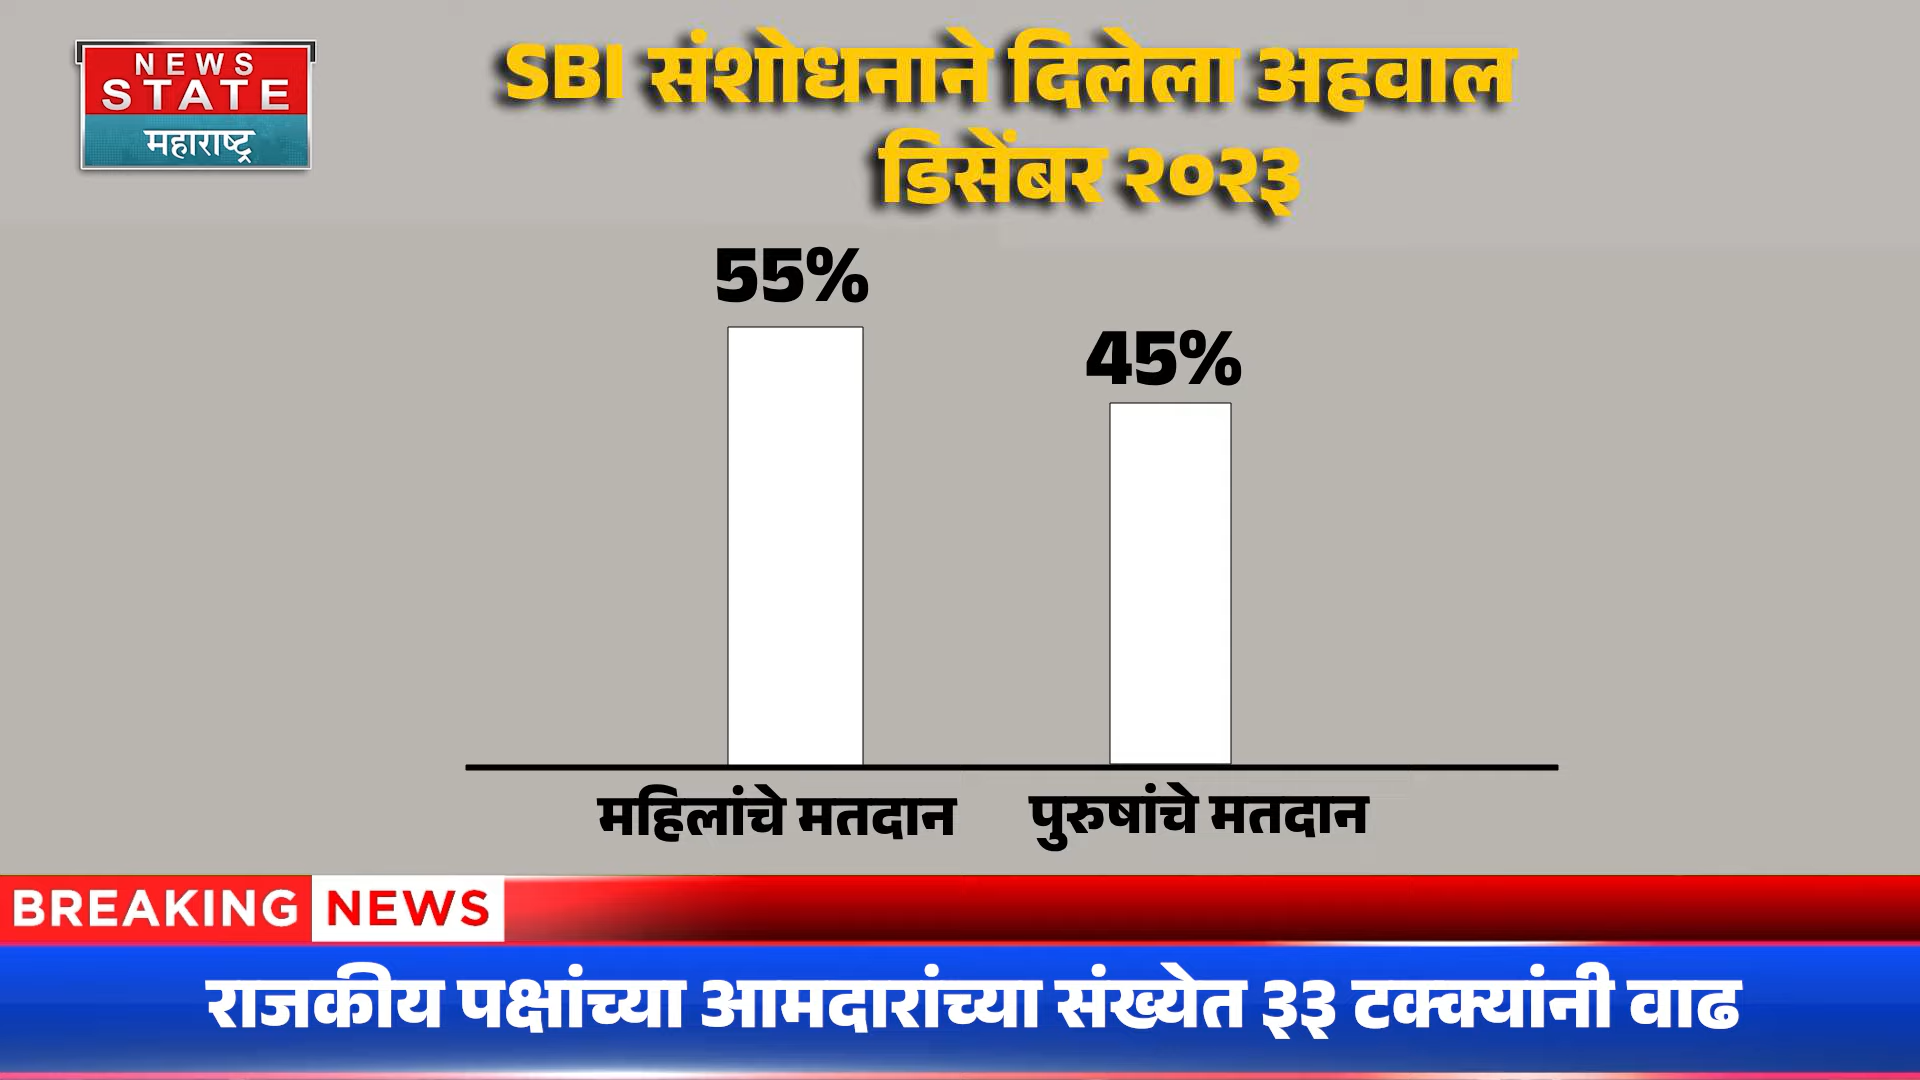 NEWS
STATE
महाराष्ट्र
SBI संशोधनाने दिलेला अहवाल
डिसेंबर २०२३
55%
45%
महिलांचे मतदान
पुरुषांचे मतदान
BREAKING NEWS
राजकीय पक्षांच्या आमदारांच्या संख्येत ३३ टक्क्यांनी वाढ